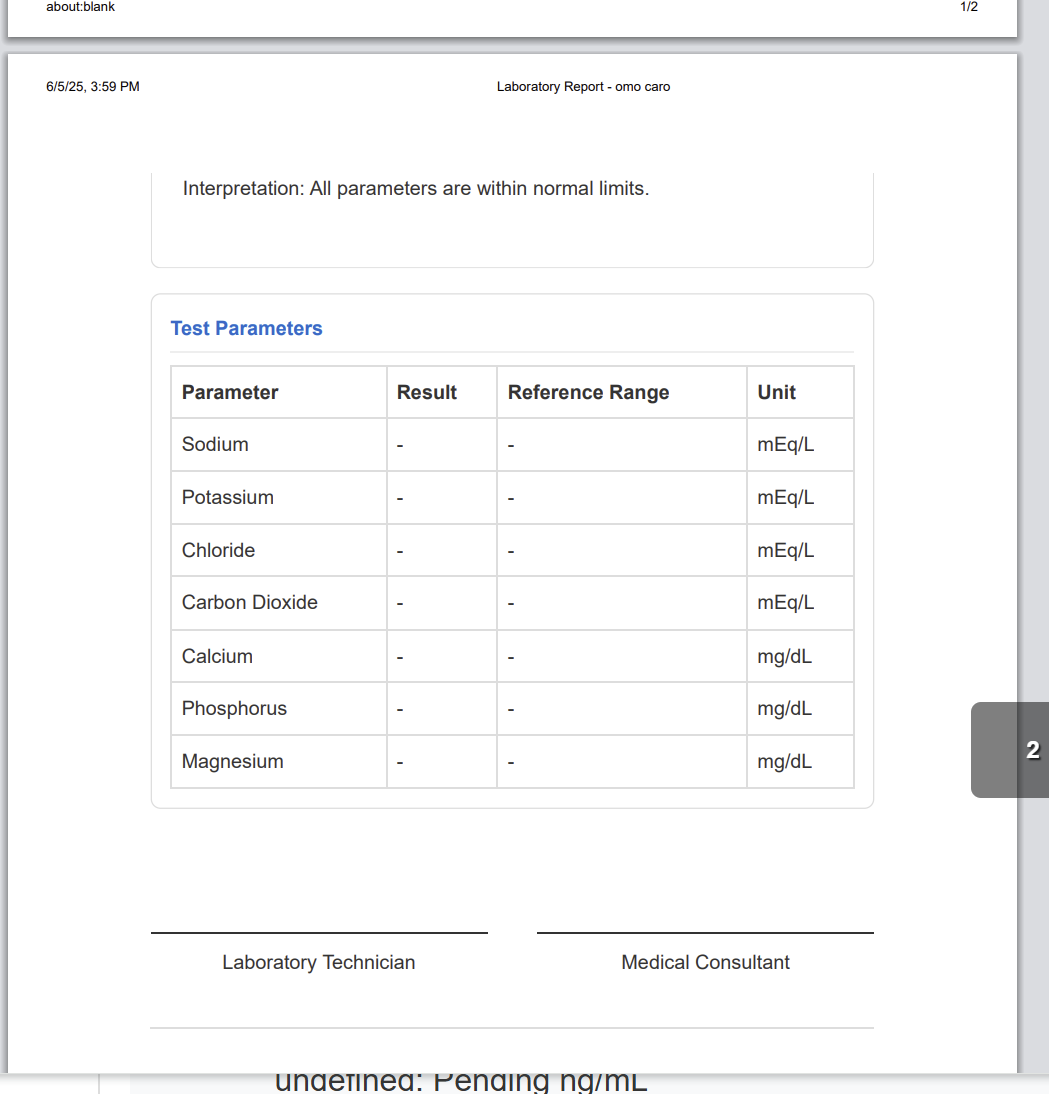 about:blank 1/2
6/5/25, 3:59 PM Laboratory Report - omo caro
Interpretation: All parameters are within normal limits.
Test Parameters
Parameter Result Reference Range Unit
Sodium - - mEq/L
Potassium - - mEq/L
Chloride - - mEq/L
Carbon Dioxide - - mEq/L
Calcium - - mg/dL
Phosphorus - - mg/dL
2
Magnesium - - mg/dL
Laboratory Technician Medical Consultant
undefined: Pending ng/mL